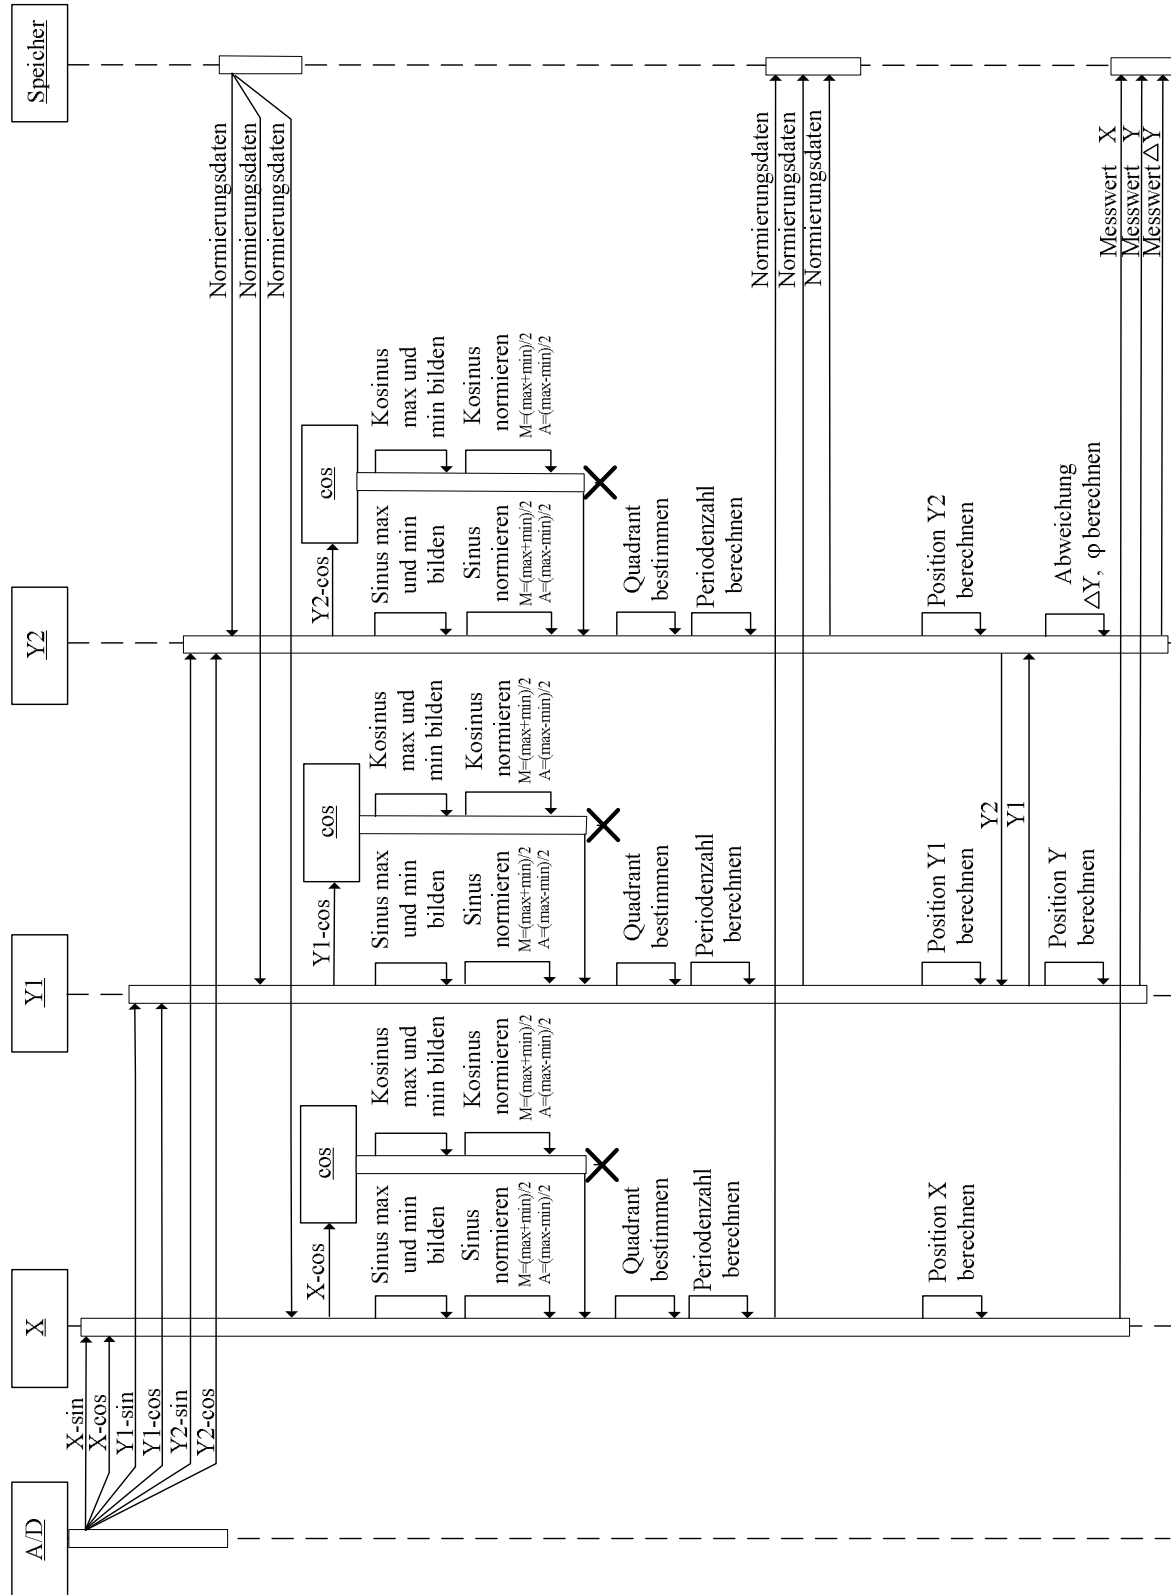 A/D
X
Y1
Y2
Speicher
X-sin
X-cos
Y1-sin
Y1-cos
Y2-sin
Y2-cos
Normierungsdaten
Normierungsdaten
Normierungsdaten
X-cos
cos
Y1-cos
cos
Y2-cos
cos
Sinus max
und min
bilden
Kosinus
max und
min bilden
Sinus max
und min
bilden
Kosinus
max und
min bilden
Sinus max
und min
bilden
Kosinus
max und
min bilden
Sinus
normieren
M=(max+min)/2
A=(max-min)/2
Kosinus
normieren
M=(max+min)/2
A=(max-min)/2
Sinus
normieren
M=(max+min)/2
A=(max-min)/2
Kosinus
normieren
M=(max+min)/2
A=(max-min)/2
Sinus
normieren
M=(max+min)/2
A=(max-min)/2
Kosinus
normieren
M=(max+min)/2
A=(max-min)/2
Quadrant
bestimmen
Quadrant
bestimmen
Quadrant
bestimmen
Periodenzahl
berechnen
Periodenzahl
berechnen
Periodenzahl
berechnen
Normierungsdaten
Normierungsdaten
Normierungsdaten
Position X
berechnen
Position Y1
berechnen
Position Y2
berechnen
Y2
Y1
Position Y
berechnen
Abweichung
△Y, φ berechnen
Messwert X
Messwert Y
Messwert△Y